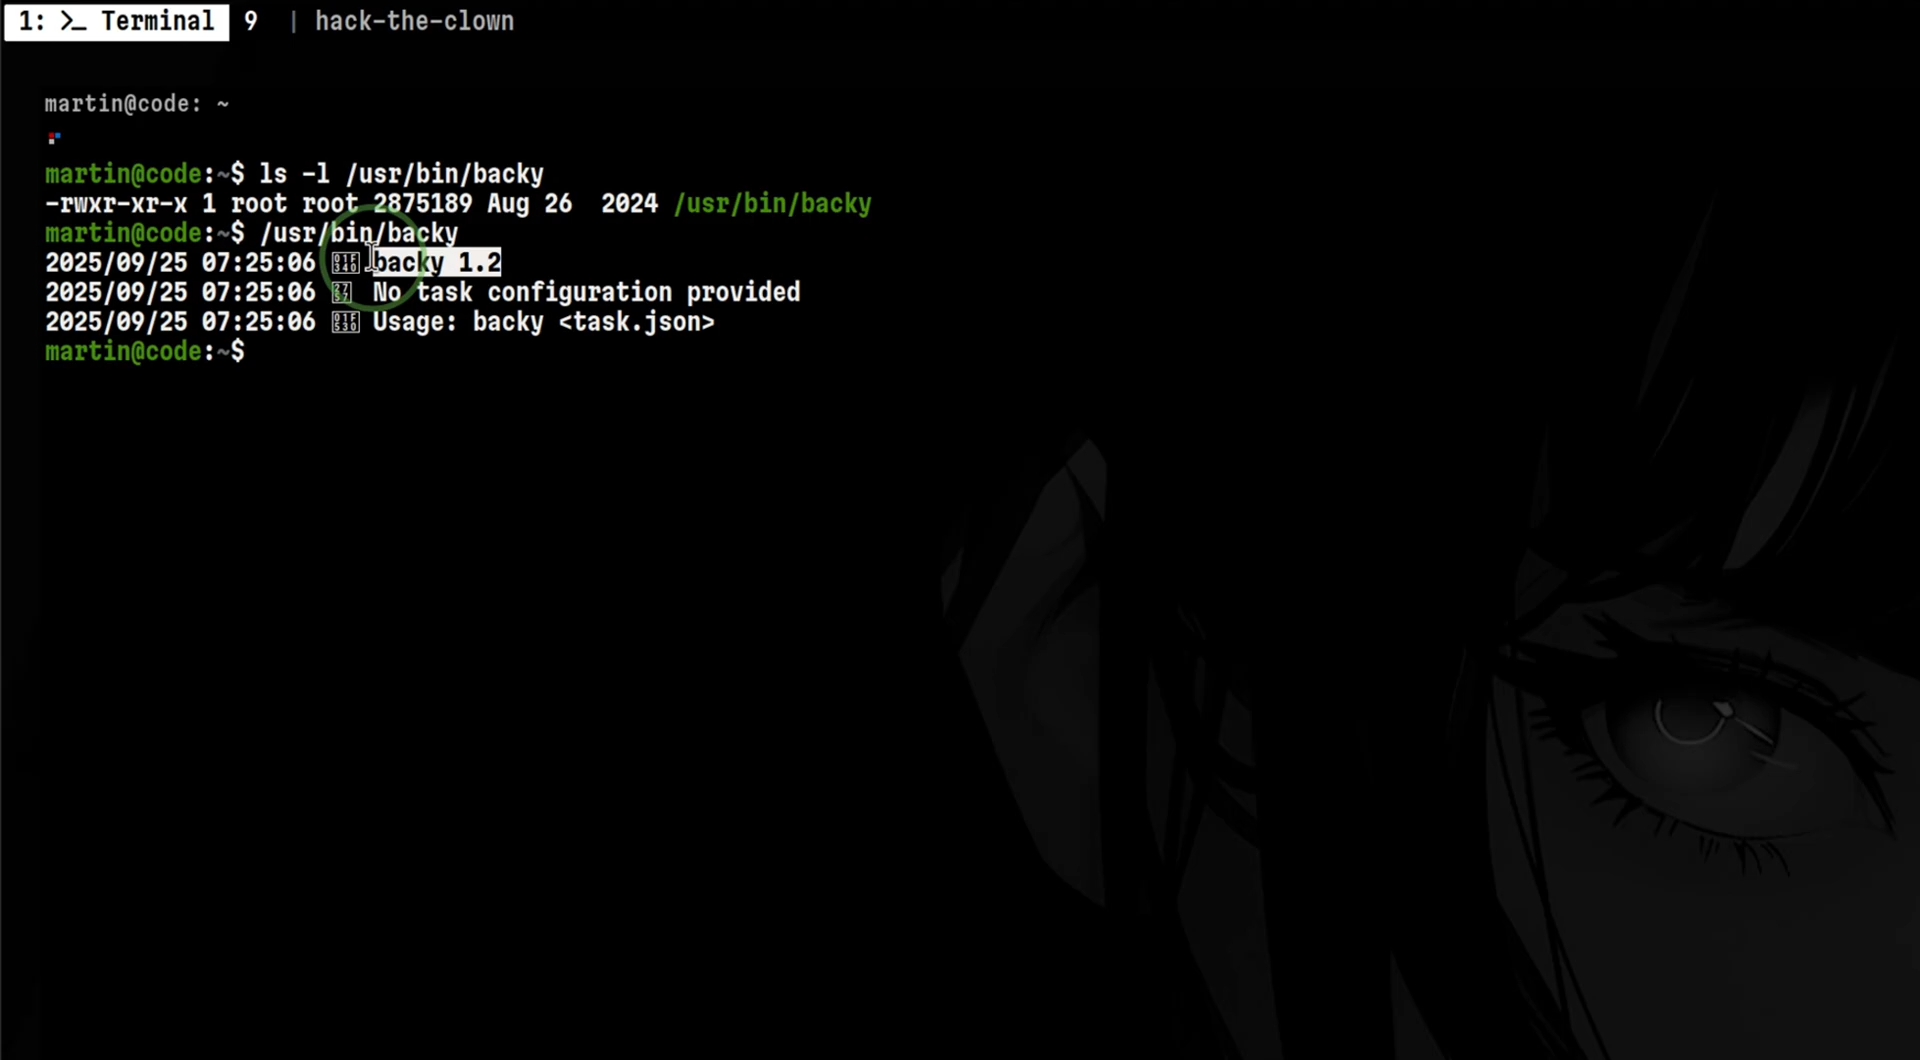 1: >_ Terminal 9 | hack-the-clown
martin@code: ~
martin@code:~$ ls -l /usr/bin/backy
-rwxr-xr-x 1 root root 2875189 Aug 26  2024 /usr/bin/backy
martin@code:~$ /usr/bin/backy
2025/09/25 07:25:06 01F340 backy 1.2
2025/09/25 07:25:06 2757 No task configuration provided
2025/09/25 07:25:06 01F530 Usage: backy <task.json>
martin@code:~$